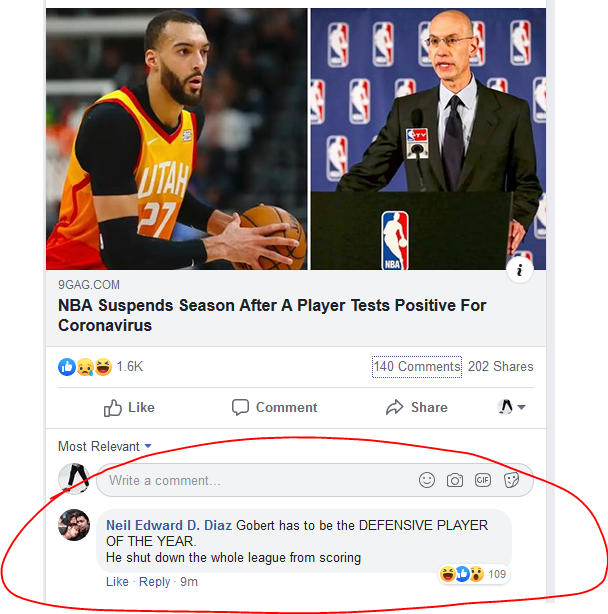 UTAH
27
NBA
9GAG.COM
NBA Suspends Season After A Player Tests Positive For
Coronavirus
1.6K
140 Comments 202 Shares
Like Comment Share
Most Relevant
Write a comment...
GIF
Neil Edward D. Diaz Gobert has to be the DEFENSIVE PLAYER
OF THE YEAR.
He shut down the whole league from scoring
Like · Reply · 9m
109